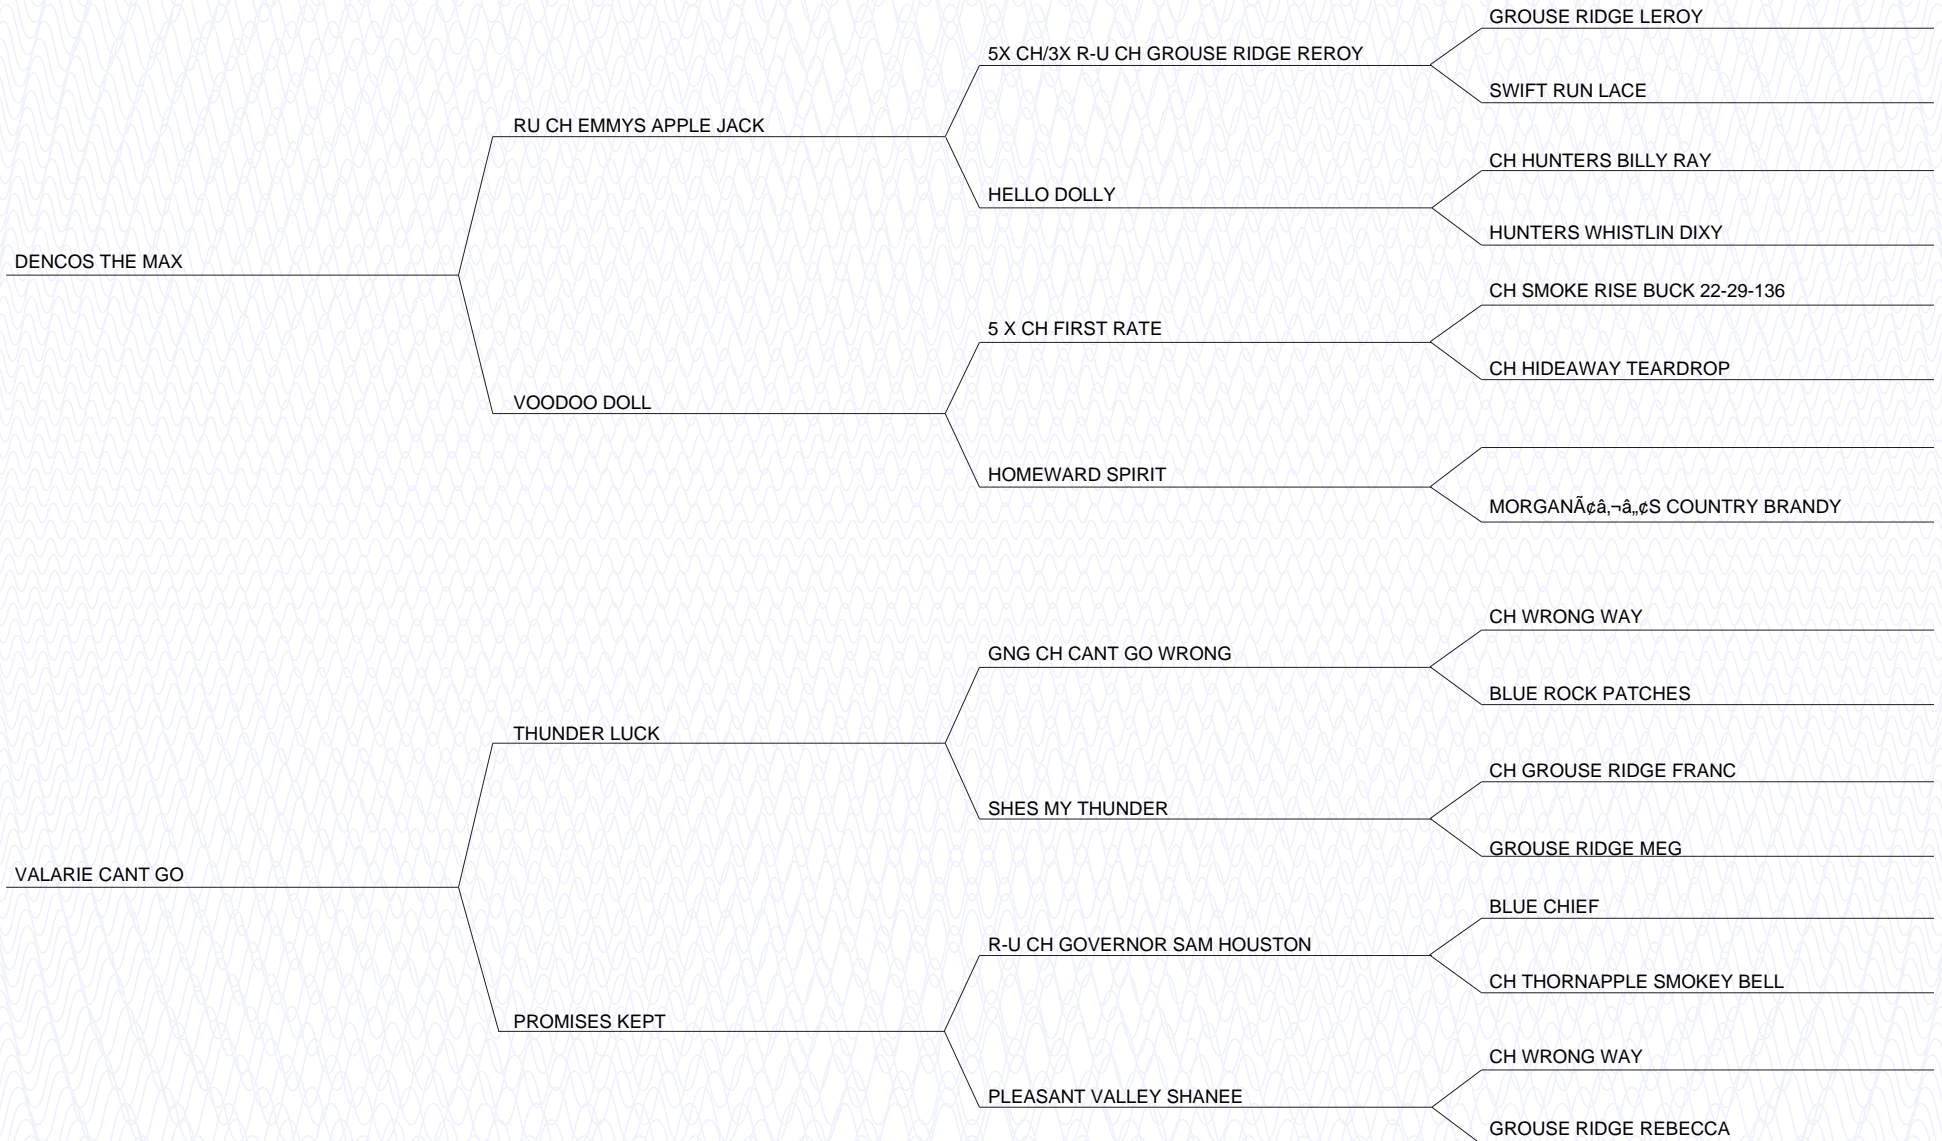 GROUSE RIDGE LEROY
5X CH/3X R-U CH GROUSE RIDGE REROY
SWIFT RUN LACE
RU CH EMMYS APPLE JACK
CH HUNTERS BILLY RAY
HELLO DOLLY
HUNTERS WHISTLIN DIXY
DENCOS THE MAX
CH SMOKE RISE BUCK 22-29-136
5 X CH FIRST RATE
CH HIDEAWAY TEARDROP
VOODOO DOLL
HOMEWARD SPIRIT
MORGANÃ¢â‚¬â„¢S COUNTRY BRANDY
CH WRONG WAY
GNG CH CANT GO WRONG
BLUE ROCK PATCHES
THUNDER LUCK
CH GROUSE RIDGE FRANC
SHES MY THUNDER
GROUSE RIDGE MEG
VALARIE CANT GO
BLUE CHIEF
R-U CH GOVERNOR SAM HOUSTON
CH THORNAPPLE SMOKEY BELL
PROMISES KEPT
CH WRONG WAY
PLEASANT VALLEY SHANEE
GROUSE RIDGE REBECCA